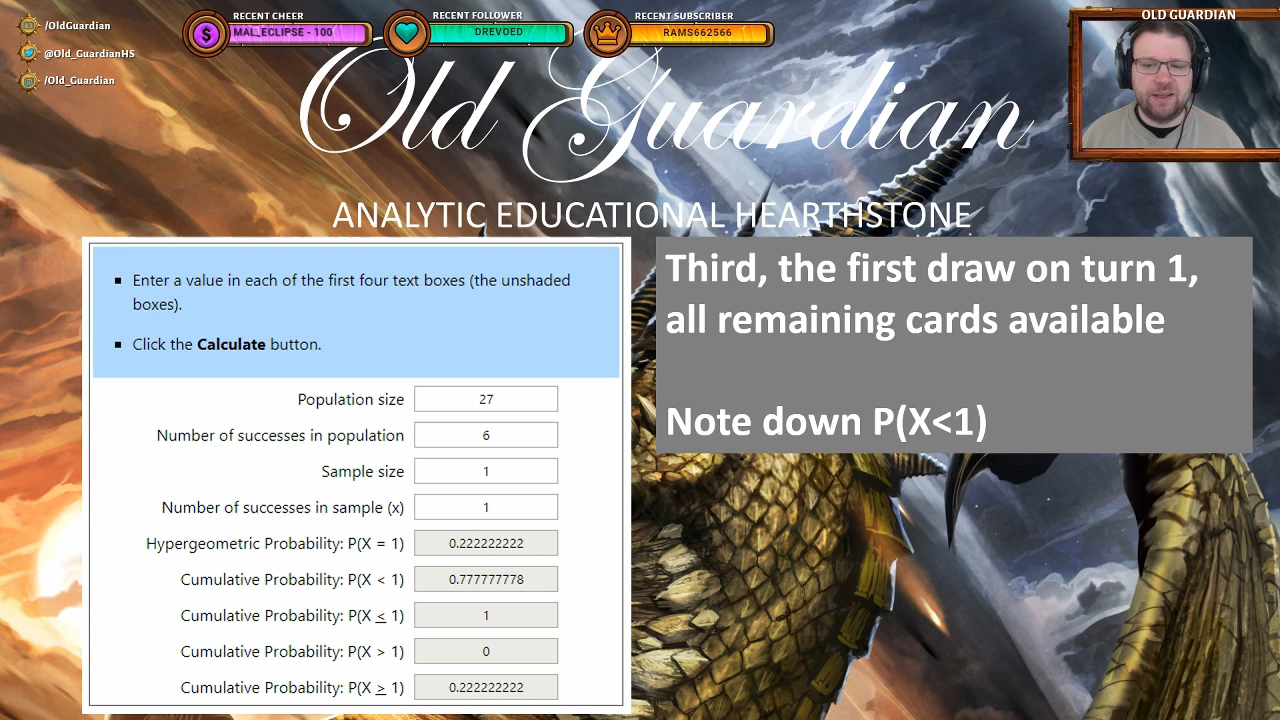 /OldGuardian
@Old_GuardianHS
/Old_Guardian
RECENT CHEER
MAL_ECLIPSE - 100
RECENT FOLLOWER
DREVOED
RECENT SUBSCRIBER
RAMS662566
OLD GUARDIAN
Old Guardian
ANALYTIC EDUCATIONAL HEARTHSTONE
▪ Enter a value in each of the first four text boxes (the unshaded
boxes).
▪ Click the Calculate button.
Population size 27
Number of successes in population 6
Sample size 1
Number of successes in sample (x) 1
Hypergeometric Probability: P(X = 1) 0.222222222
Cumulative Probability: P(X < 1) 0.777777778
Cumulative Probability: P(X ≤ 1) 1
Cumulative Probability: P(X > 1) 0
Cumulative Probability: P(X ≥ 1) 0.222222222
Third, the first draw on turn 1,
all remaining cards available
Note down P(X<1)